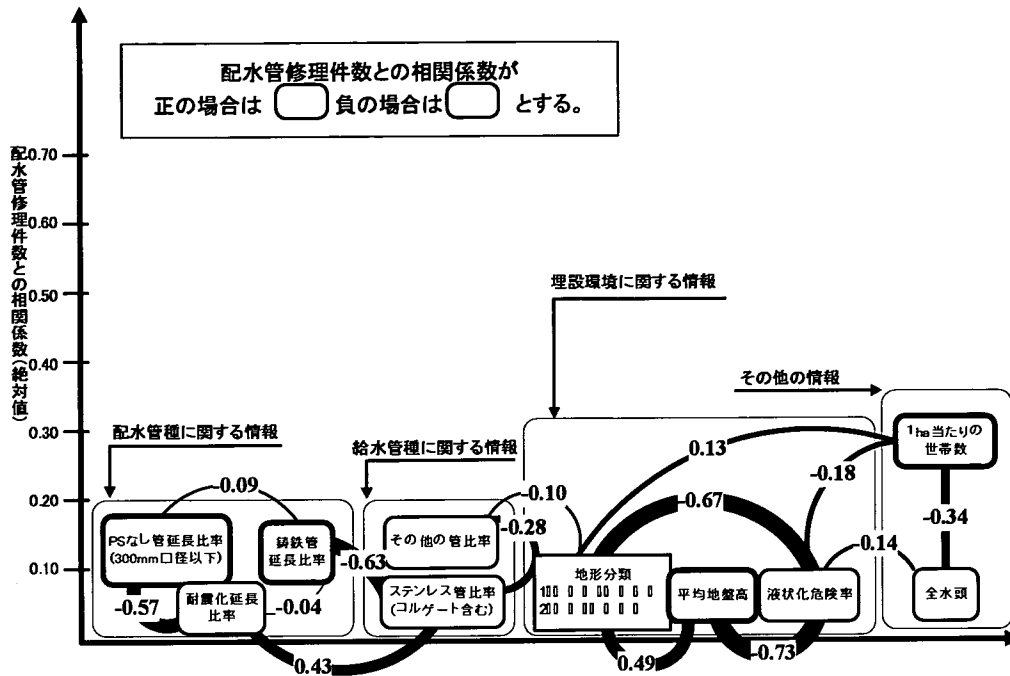 配水管修理件数との相関係数が
正の場合は 負の場合は とする。
配水管修理件数との相関係数(絶対値)
0.70
0.60
0.50
0.40
0.30
0.20
0.10
埋設環境に関する情報
その他の情報
配水管種に関する情報
給水管種に関する情報
1ha当たりの
世帯数
0.13
-0.18
-0.09
-0.10
-0.67
-0.28
-0.34
PSなし管延長比率
(300mm口径以下)
鋳鉄管
延長比率
-0.63
その他の管比率
-0.14
地形分類
1
2
平均地盤高
液状化危険率
全水頭
ステンレス管比率
(コルゲート含む)
耐震化延長
比率
-0.57
-0.04
0.43
0.49
-0.73